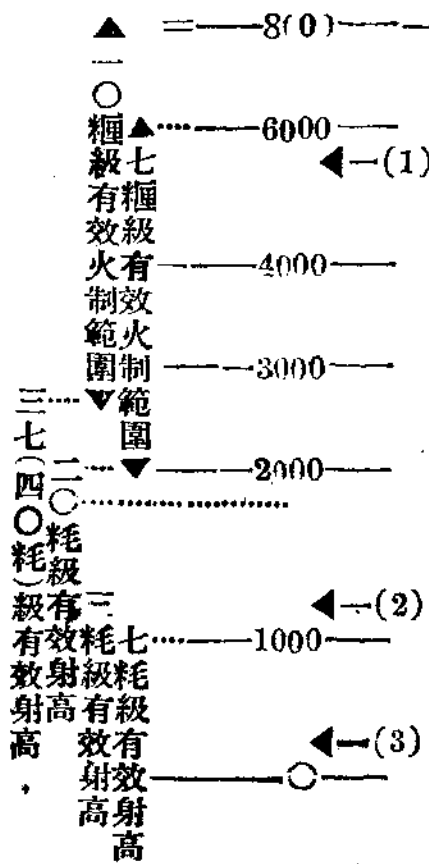 8(0)
6000
(1)
4000
3000
2000
(2)
1000
(3)
○
七糎級有效火制範圍
一〇糎級有效火制範圍
七粍級有效射高
三粍級有效射高
二〇粍級有效射高
三七(四〇粍)級有效射高